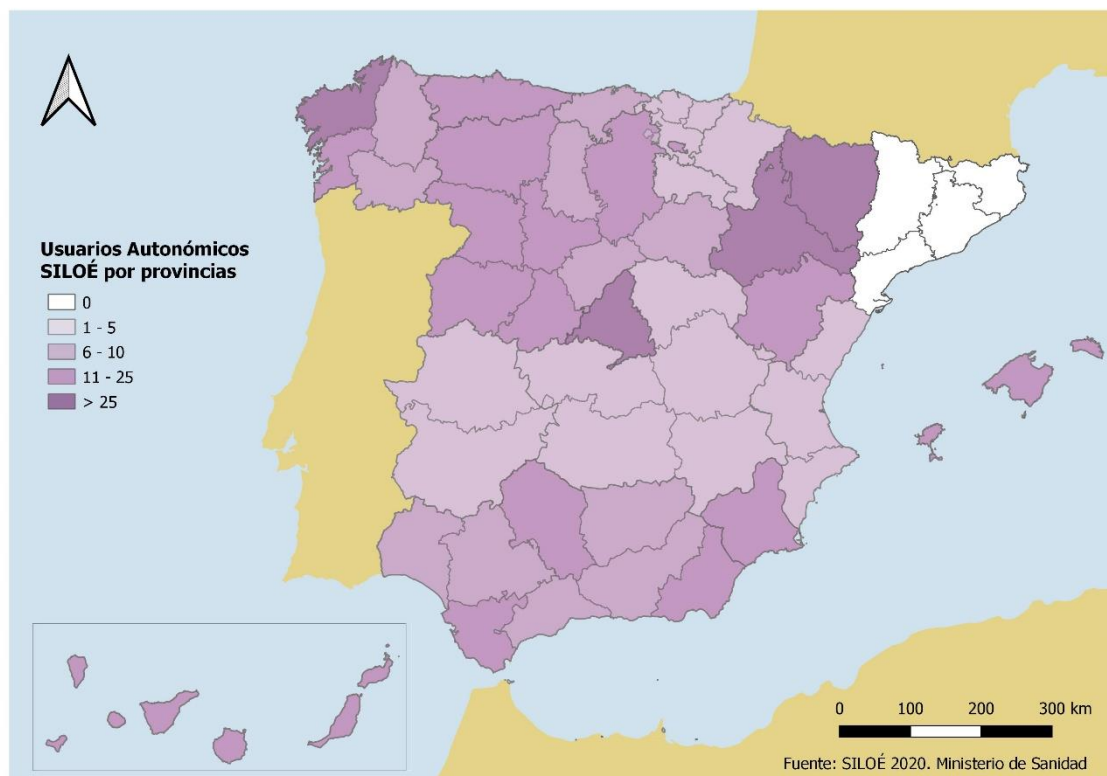 Usuarios Autonómicos
SILOÉ por provincias
0
1 - 5
6 - 10
11 - 25
> 25
0 100 200 300 km
Fuente: SILOÉ 2020. Ministerio de Sanidad